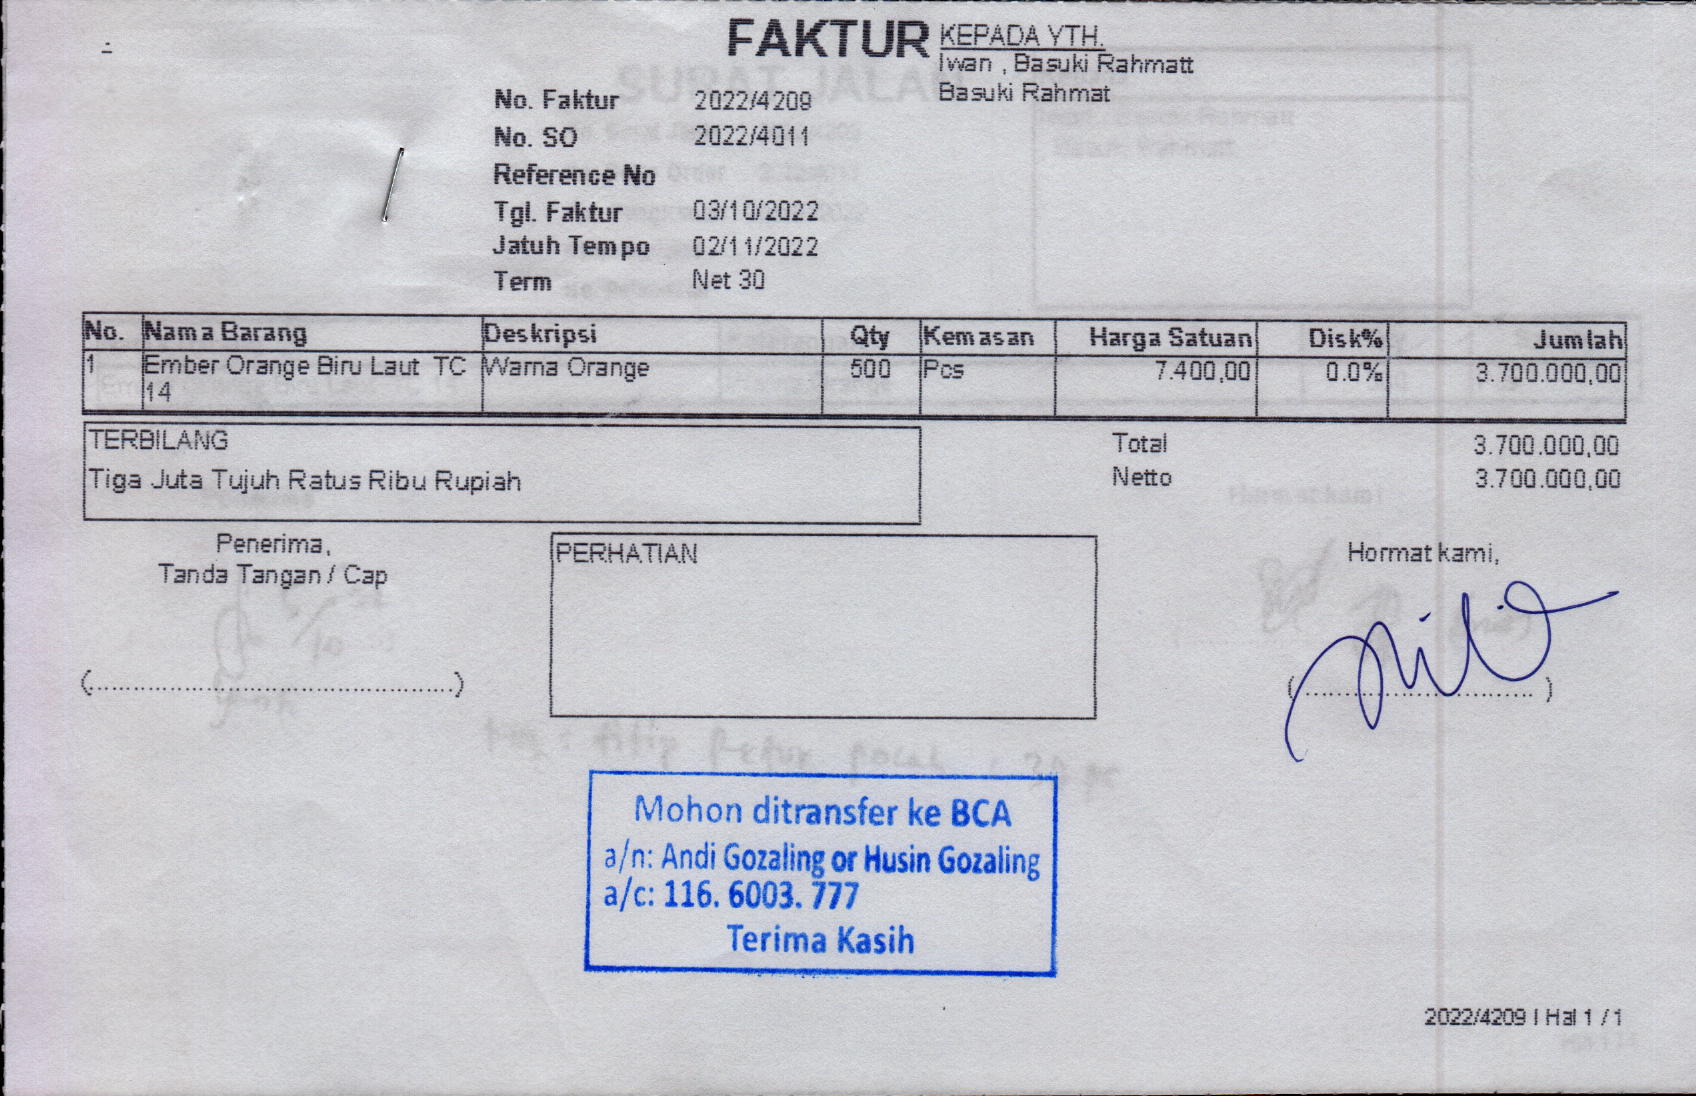 FAKTUR
KEPADA YTH.
Iwan , Basuki Rahmatt
Basuki Rahmat
No. Faktur 2022/4209
No. SO 2022/4011
Reference No
Tgl. Faktur 03/10/2022
Jatuh Tempo 02/11/2022
Term Net 30
No. Nama Barang Deskripsi Qty Kemasan Harga Satuan Disk% Jumlah
1 Ember Orange Biru Laut TC Warna Orange 500 Pcs 7.400,00 0.0% 3.700.000,00
14
TERBILANG
Tiga Juta Tujuh Ratus Ribu Rupiah
Total 3.700.000,00
Netto 3.700.000,00
Penerima,
Tanda Tangan / Cap
(..............................................)
PERHATIAN
Hormat kami,
(.............................. )
Mohon ditransfer ke BCA
a/n: Andi Gozaling or Husin Gozaling
a/c: 116. 6003. 777
Terima Kasih
2022/4209 | Hal 1 / 1